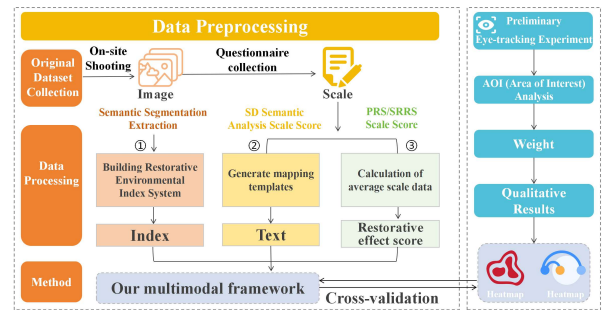 Data Preprocessing
Original
Dataset
Collection
On-site
Shooting
Image
Questionnaire
collection
Scale
Semantic Segmentation
Extraction
SD Semantic
Analysis Scale Score
PRS/SRRS
Scale Score
Data
Processing
①
Building Restorative
Environmental
Index System
Index
②
Generate mapping
templates
Text
③
Calculation of
average scale data
Restorative
effect score
Method
Our multimodal framework
Cross-validation
Preliminary
Eye-tracking Experiment
AOI (Area of Interest)
Analysis
Weight
Qualitative
Results
Heatmap
Heatmap